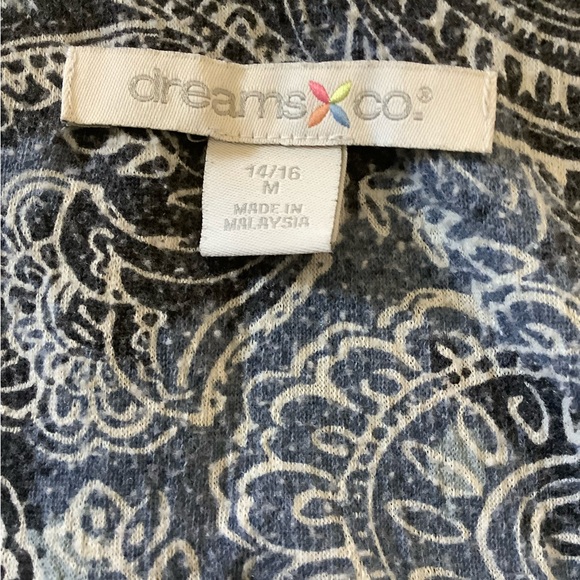 dreams co.®
14/16
M
MADE IN
MALAYSIA